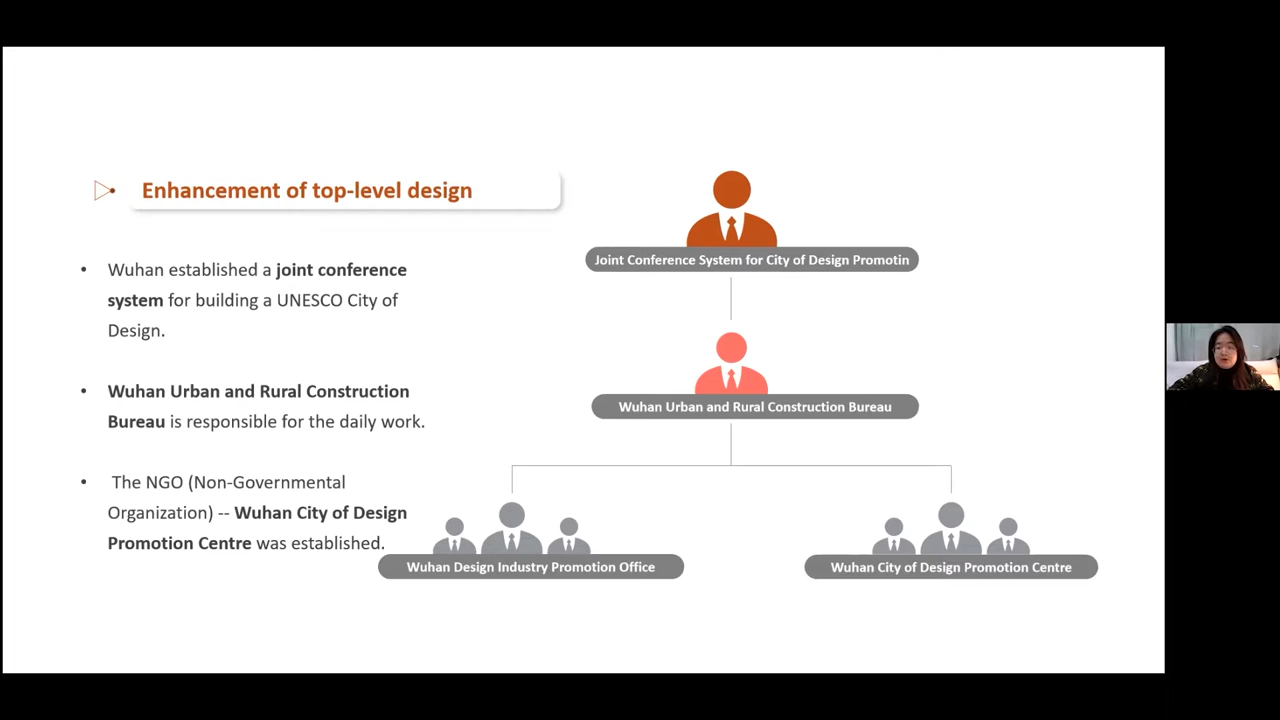 Enhancement of top-level design
• Wuhan established a joint conference
system for building a UNESCO City of
Design.
• Wuhan Urban and Rural Construction
Bureau is responsible for the daily work.
• The NGO (Non-Governmental
Organization) -- Wuhan City of Design
Promotion Centre was established.
Joint Conference System for City of Design Promotin
Wuhan Urban and Rural Construction Bureau
Wuhan Design Industry Promotion Office
Wuhan City of Design Promotion Centre